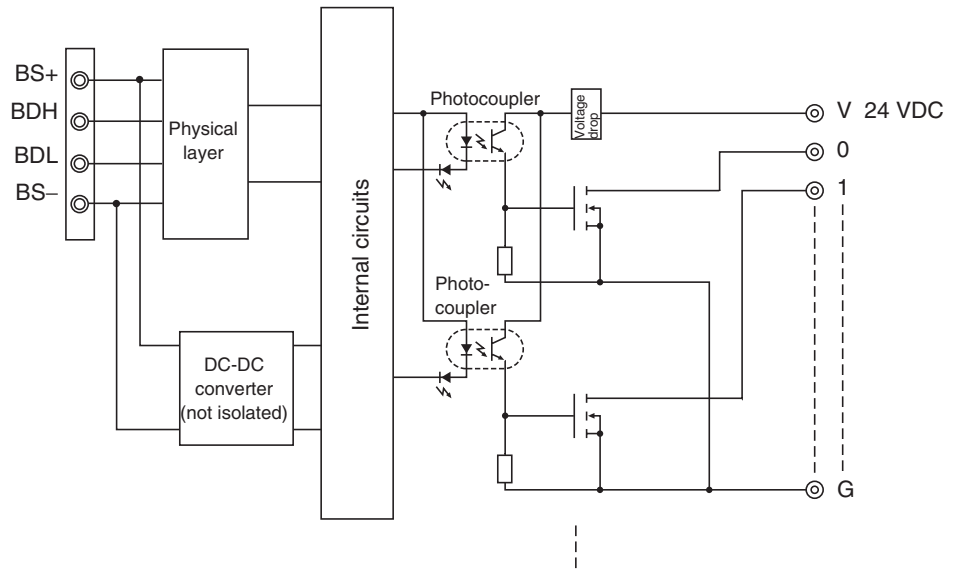 BS+
BDH
BDL
BS−
Physical
layer
DC-DC
converter
(not isolated)
Internal circuits
Photocoupler
Voltage
drop
Photo-
coupler
V 24 VDC
0
1
G